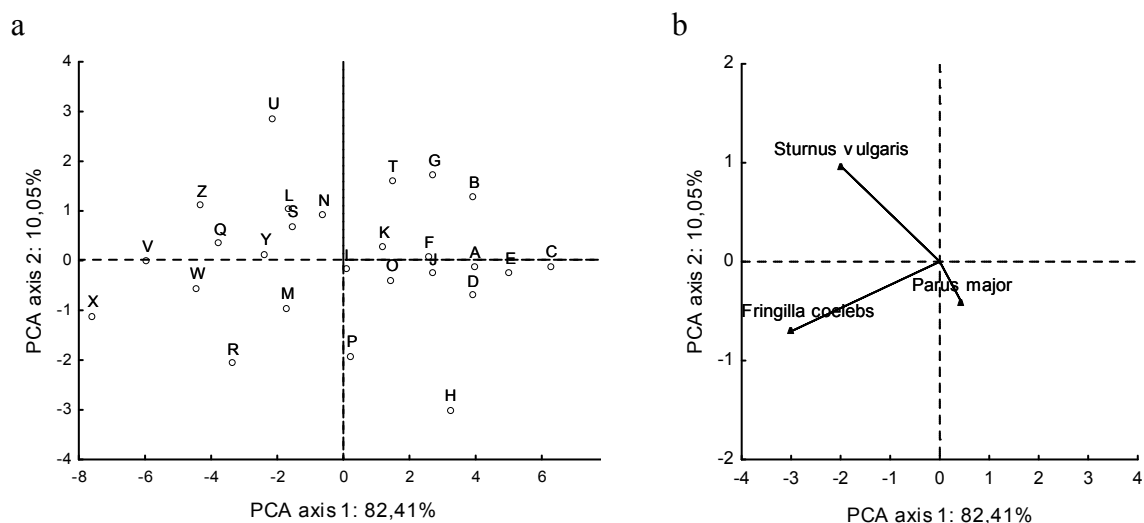 a
4
3
2
1
0
-1
-2
-3
-4
PCA axis 2: 10,05%
U
Z
L
S
N
T
G
B
Q
Y
K
F
V
W
M
I
O
J
A
E
C
D
X
R
P
H
-8
-6
-4
-2
0
2
4
6
PCA axis 1: 82,41%
b
2
1
0
-1
-2
PCA axis 2: 10,05%
Sturnus vulgaris
Parus major
Fringilla coelebs
-4
-3
-2
-1
0
1
2
3
4
PCA axis 1: 82,41%